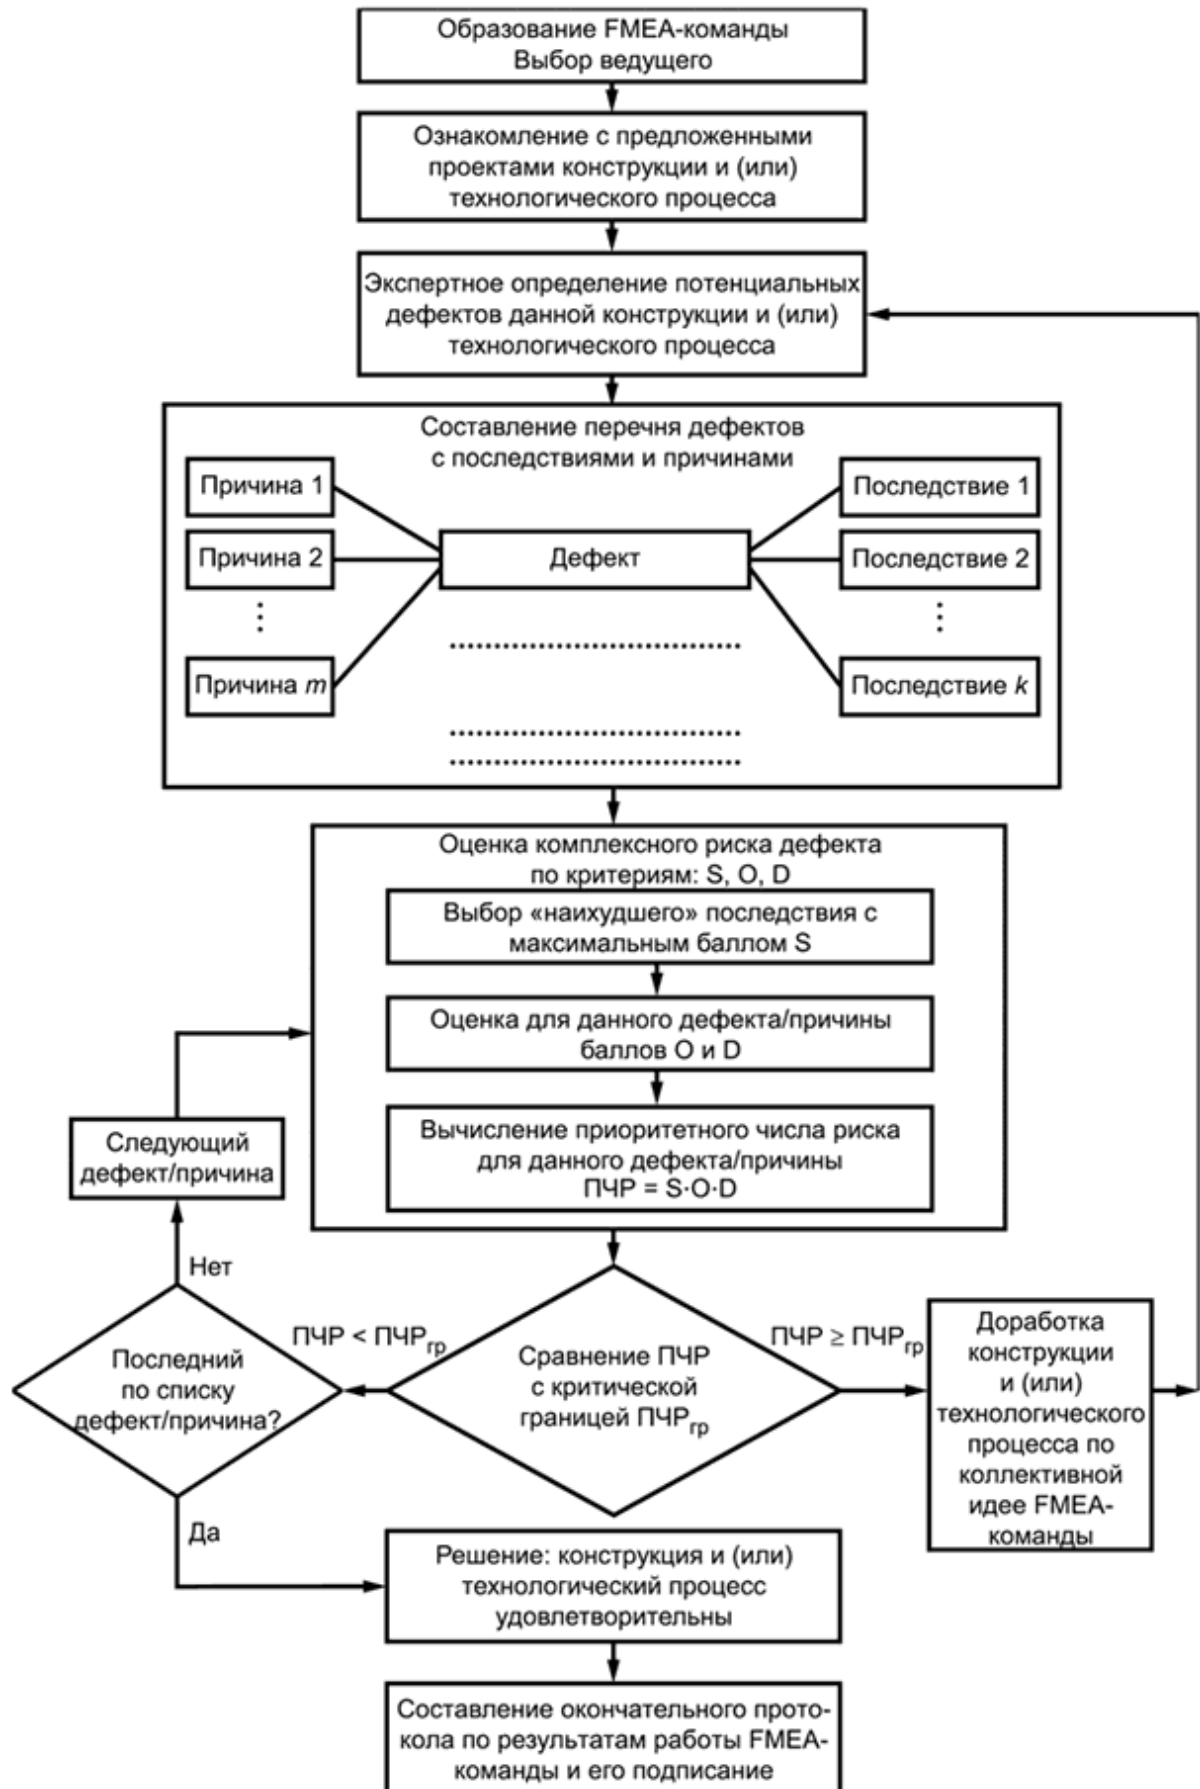 Образование FMEA-команды
Выбор ведущего
Ознакомление с предложенными
проектами конструкции и (или)
технологического процесса
Экспертное определение потенциальных
дефектов данной конструкции и (или)
технологического процесса
Составление перечня дефектов
с последствиями и причинами
Причина 1
Причина 2
Причина m
Дефект
Последствие 1
Последствие 2
Последствие k
Оценка комплексного риска дефекта
по критериям: S, O, D
Выбор «наихудшего» последствия с
максимальным баллом S
Оценка для данного дефекта/причины
баллов O и D
Вычисление приоритетного числа риска
для данного дефекта/причины
ПЧР = S·O·D
Следующий
дефект/причина
Нет
Последний
по списку
дефект/причина?
Да
ПЧР < ПЧРгр
Сравнение ПЧР
с критической
границей ПЧРгр
ПЧР ≥ ПЧРгр
Доработка
конструкции
и (или)
технологического
процесса по
коллективной
идее FMEA-
команды
Решение: конструкция и (или)
технологический процесс
удовлетворительны
Составление окончательного прото-
кола по результатам работы FMEA-
команды и его подписание